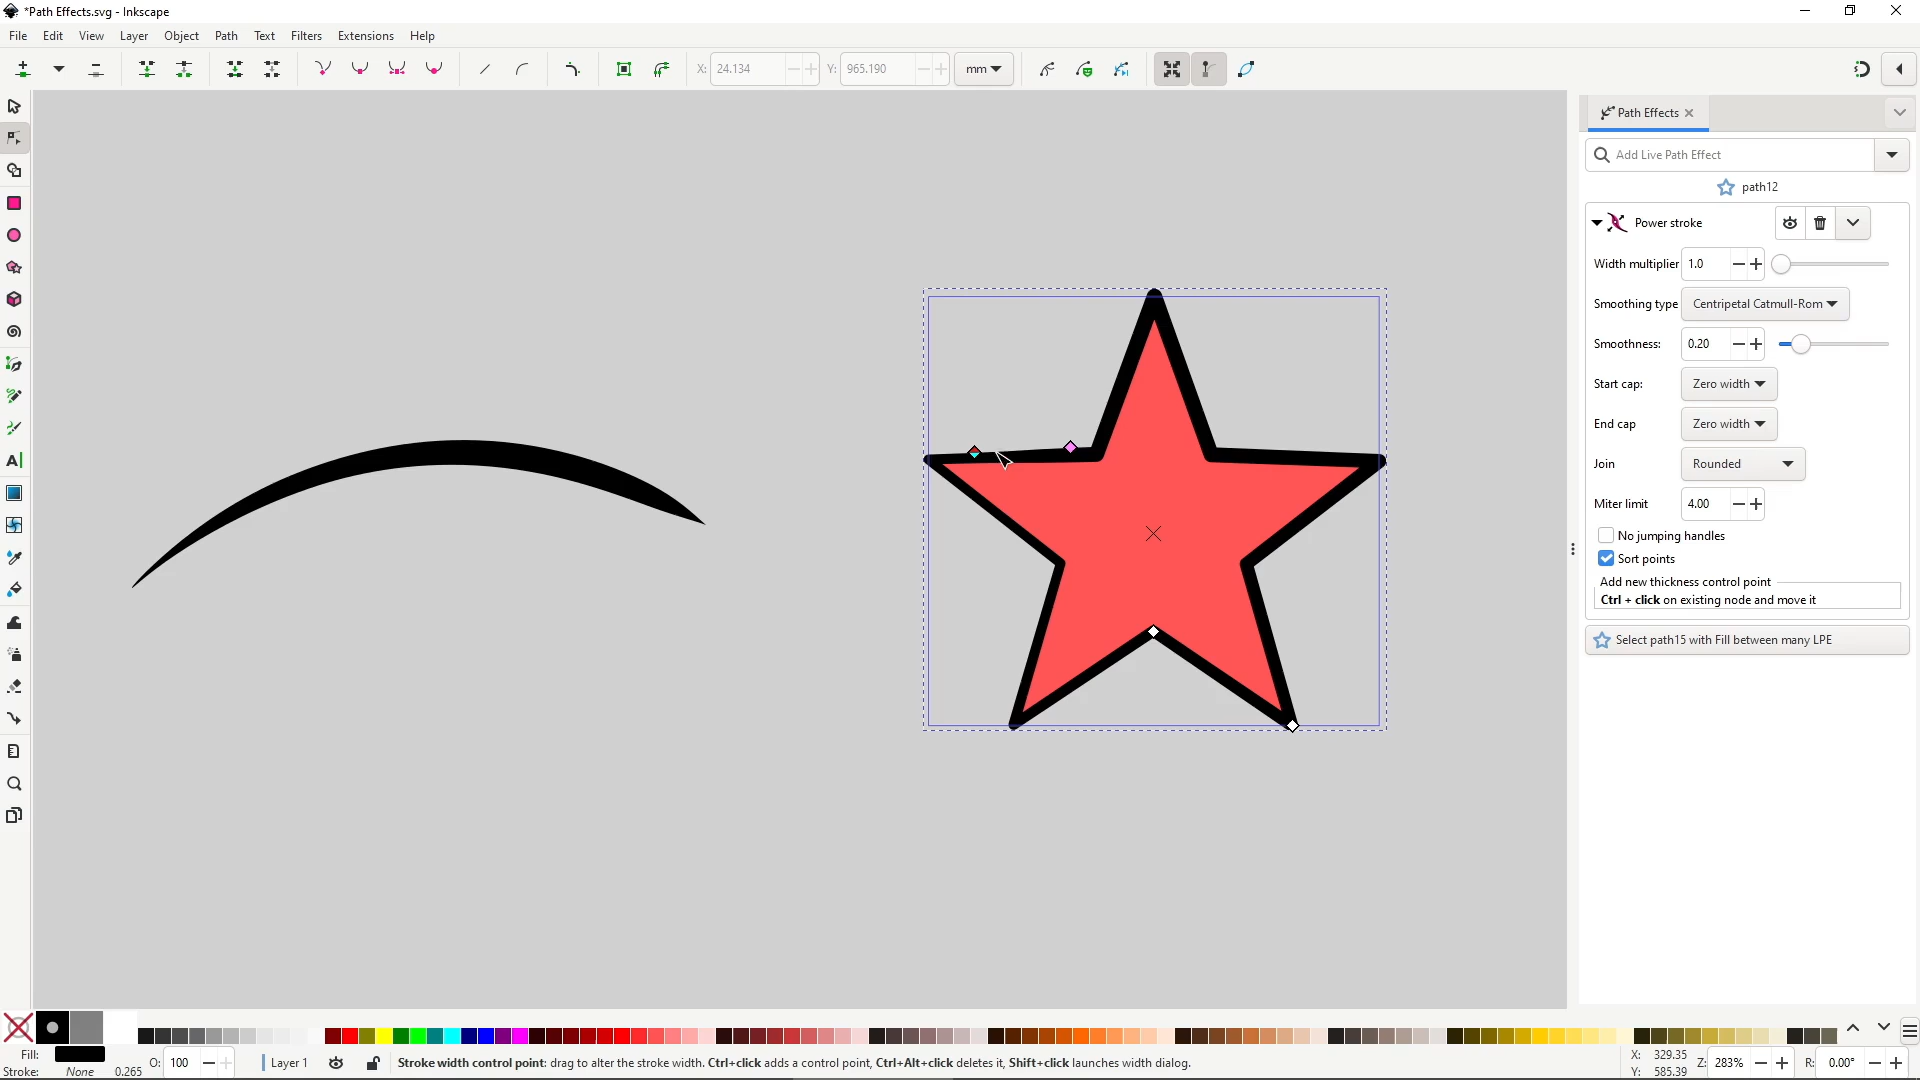 *Path Effects.svg - Inkscape
File Edit View Layer Object Path Text Filters Extensions Help
X: 24.134 Y: 965.190 mm
Path Effects
Add Live Path Effect
path12
Power stroke
Width multiplier 1.0
Smoothing type Centripetal Catmull-Rom
Smoothness: 0.20
Start cap: Zero width
End cap Zero width
Join Rounded
Miter limit 4.00
No jumping handles
Sort points
Add new thickness control point
Ctrl + click on existing node and move it
Select path15 with Fill between many LPE
Fill:
Stroke: None 0.265
O: 100
Layer 1
Stroke width control point: drag to alter the stroke width. Ctrl+click adds a control point, Ctrl+Alt+click deletes it, Shift+click launches width dialog.
X: 329.35
Y: 585.39
Z: 283%
R: 0.00°